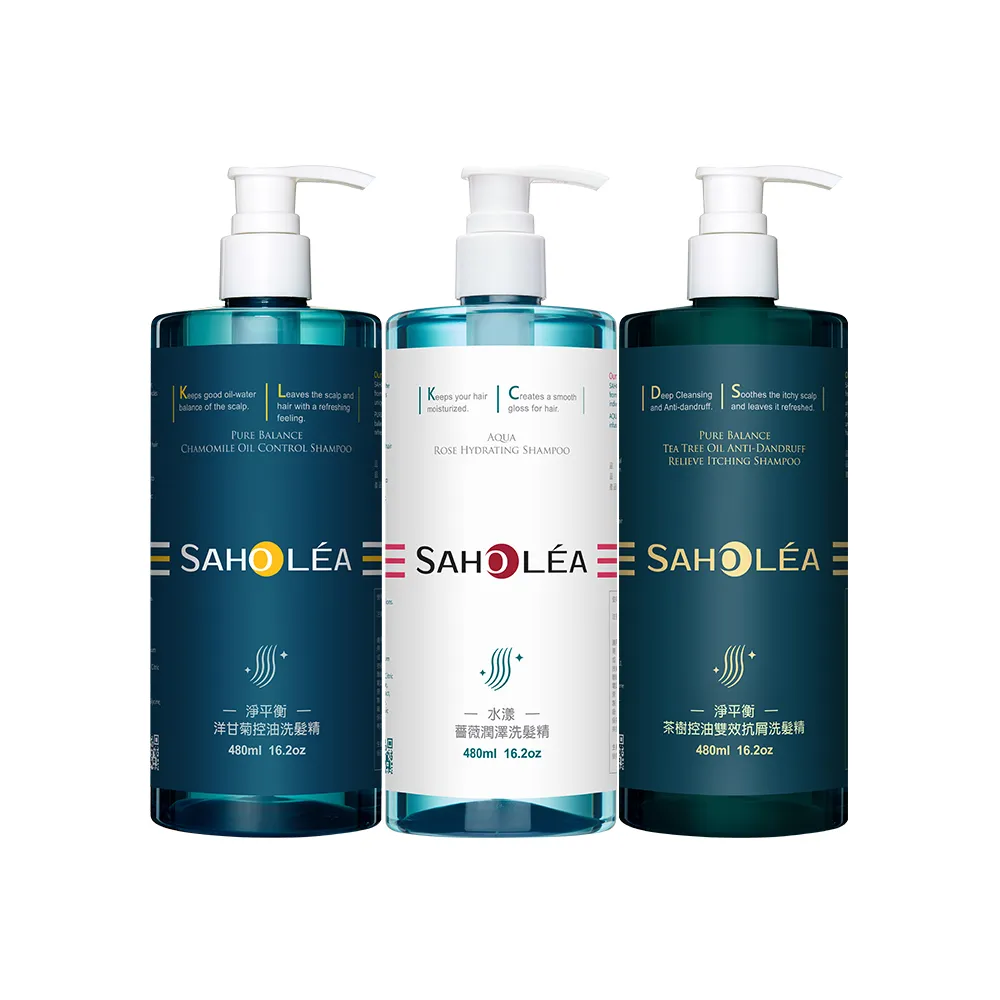 Keeps good oil-water
balance of the scalp.
Leaves the scalp and
hair with a refreshing
feeling.
PURE BALANCE
CHAMOMILE OIL CONTROL SHAMPOO
SAHOLÉA
淨平衡
洋甘菊控油洗髮精
480ml 16.2oz
Keeps your hair
moisturized.
Creates a smooth
gloss for hair.
AQUA
ROSE HYDRATING SHAMPOO
SAHOLÉA
水漾
薔薇潤澤洗髮精
480ml 16.2oz
Deep Cleansing
and Anti-dandruff.
Soothes the itchy scalp
and leaves it refreshed.
PURE BALANCE
TEA TREE OIL ANTI-DANDRUFF
RELIEVE ITCHING SHAMPOO
SAHOLÉA
淨平衡
茶樹控油雙效抗屑洗髮精
480ml 16.2oz